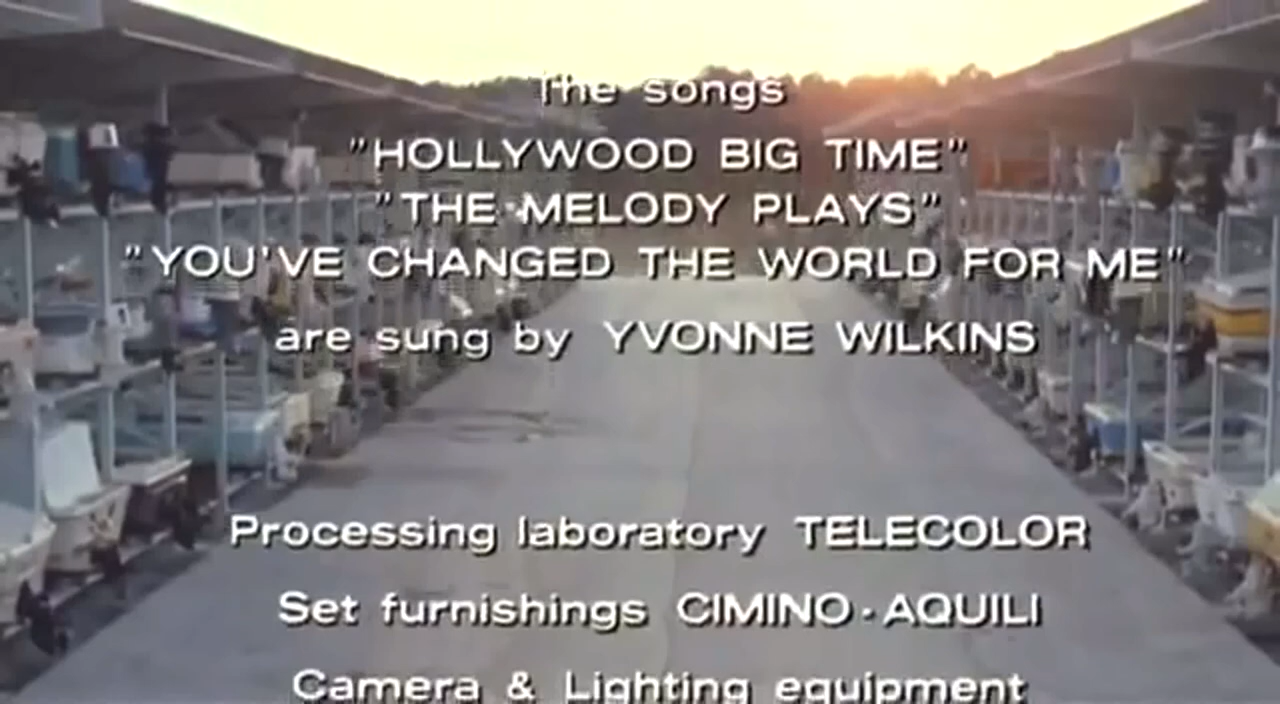 The songs
"HOLLYWOOD BIG TIME"
"THE MELODY PLAYS"
"YOU'VE CHANGED THE WORLD FOR ME"
are sung by YVONNE WILKINS
Processing laboratory TELECOLOR
Set furnishings CIMINO - AQUILI
Camera & Lighting equipment